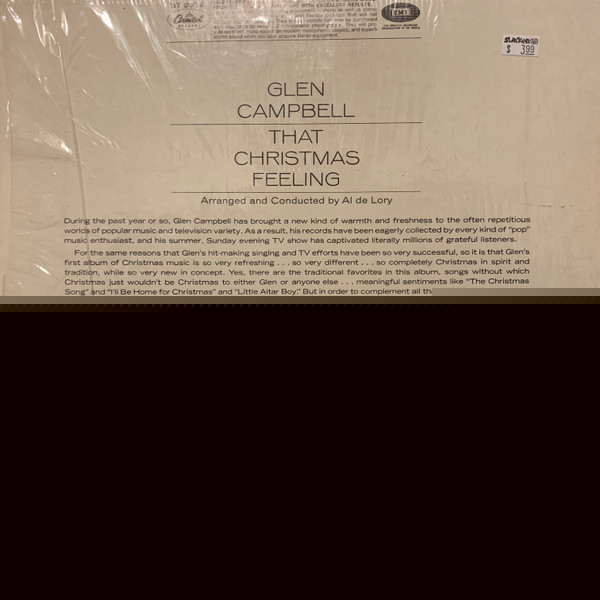 Capitol
RECORDS
EMI
SLACKERS
$ 3.99
GLEN
CAMPBELL
THAT
CHRISTMAS
FEELING
Arranged and Conducted by Al de Lory
During the past year or so, Glen Campbell has brought a new kind of warmth and freshness to the often repetitious
worlds of popular music and television variety. As a result, his records have been eagerly collected by every kind of "pop"
music enthusiast, and his summer, Sunday evening TV show has captivated literally millions of grateful listeners.
For the same reasons that Glen's hit-making singing and TV efforts have been so very successful, so it is that Glen's
first album of Christmas music is so very refreshing . . . so very different . . . so completely Christmas in spirit and
tradition, while so very new in concept. Yes, there are the traditional favorites in this album, songs without which
Christmas just wouldn't be Christmas to either Glen or anyone else . . . meaningful sentiments like "The Christmas
Song" and "I'll Be Home for Christmas" and "Little Altar Boy." But in order to complement all th